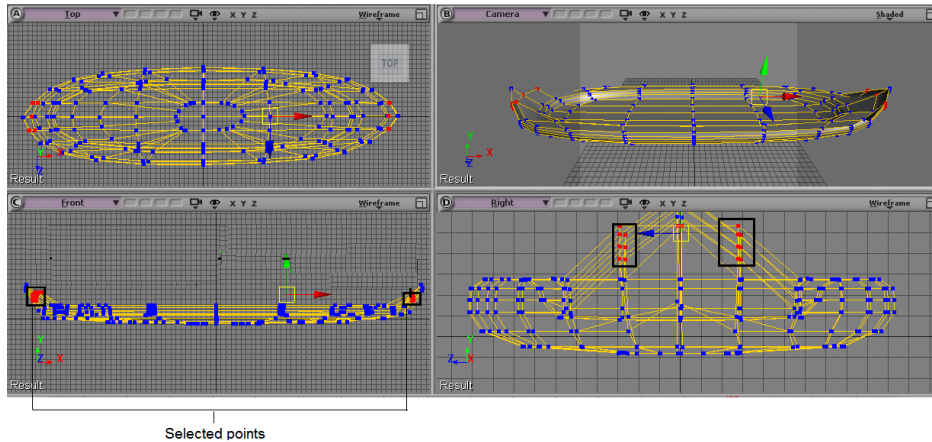 A Top X Y Z Wireframe
B Camera X Y Z Shaded
TOP
Y
X
Z
Result
Y
X
Z
Result
C Front X Y Z Wireframe
D Right X Y Z Wireframe
Y
Z X
Result
Y
Z X
Result
Selected points